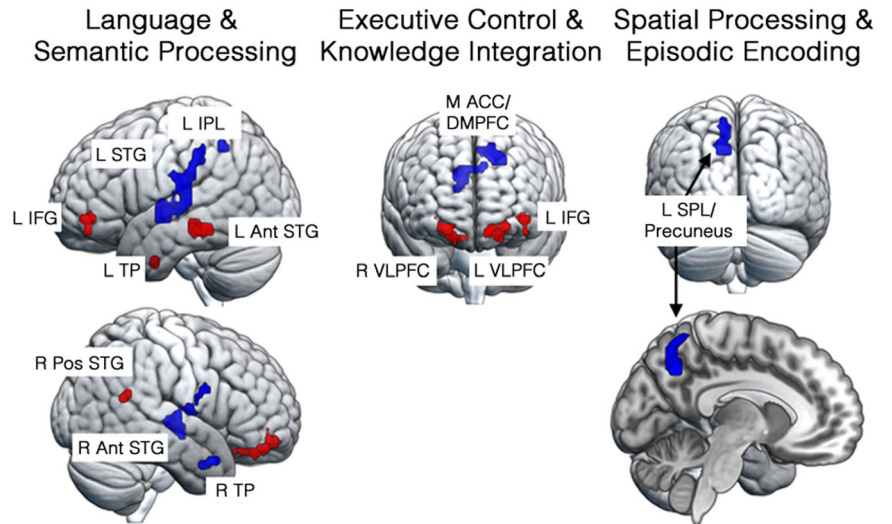 Language &
Semantic Processing
Executive Control &
Knowledge Integration
Spatial Processing &
Episodic Encoding
L IPL
L STG
L IFG
L Ant STG
L TP
R Pos STG
R Ant STG
R TP
M ACC/
DMPFC
L IFG
R VLPFC
L VLPFC
L SPL/
Precuneus